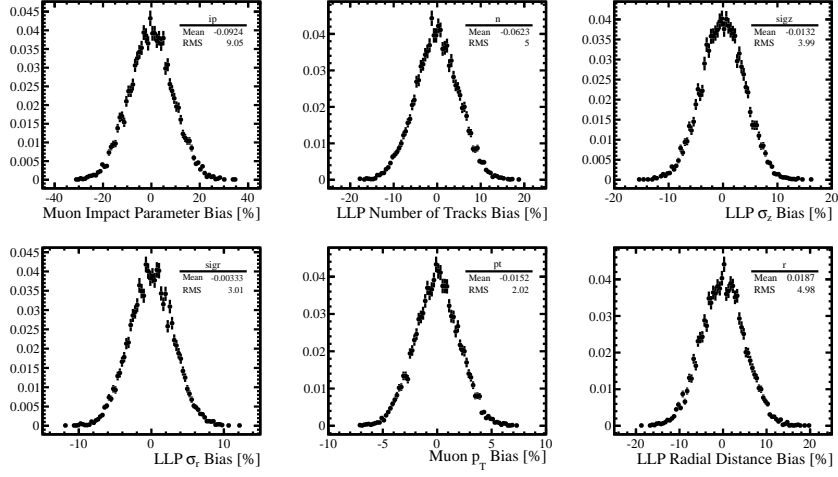 0.045
0.04
0.035
0.03
0.025
0.02
0.015
0.01
0.005
0
-40 -20 0 20 40
Muon Impact Parameter Bias [%]
ip
Mean -0.0924
RMS 9.05
0.04
0.03
0.02
0.01
0
-20 -10 0 10 20
LLP Number of Tracks Bias [%]
n
Mean -0.0623
RMS 5
0.04
0.035
0.03
0.025
0.02
0.015
0.01
0.005
0
-20 -10 0 10 20
LLP σz Bias [%]
sigz
Mean -0.0132
RMS 3.99
0.045
0.04
0.035
0.03
0.025
0.02
0.015
0.01
0.005
0
-10 0 10
LLP σr Bias [%]
sigr
Mean -0.00333
RMS 3.01
0.04
0.03
0.02
0.01
0
-10 -5 0 5 10
Muon pT Bias [%]
pt
Mean -0.0152
RMS 2.02
0.04
0.03
0.02
0.01
0
-20 -10 0 10 20
LLP Radial Distance Bias [%]
r
Mean 0.0187
RMS 4.98